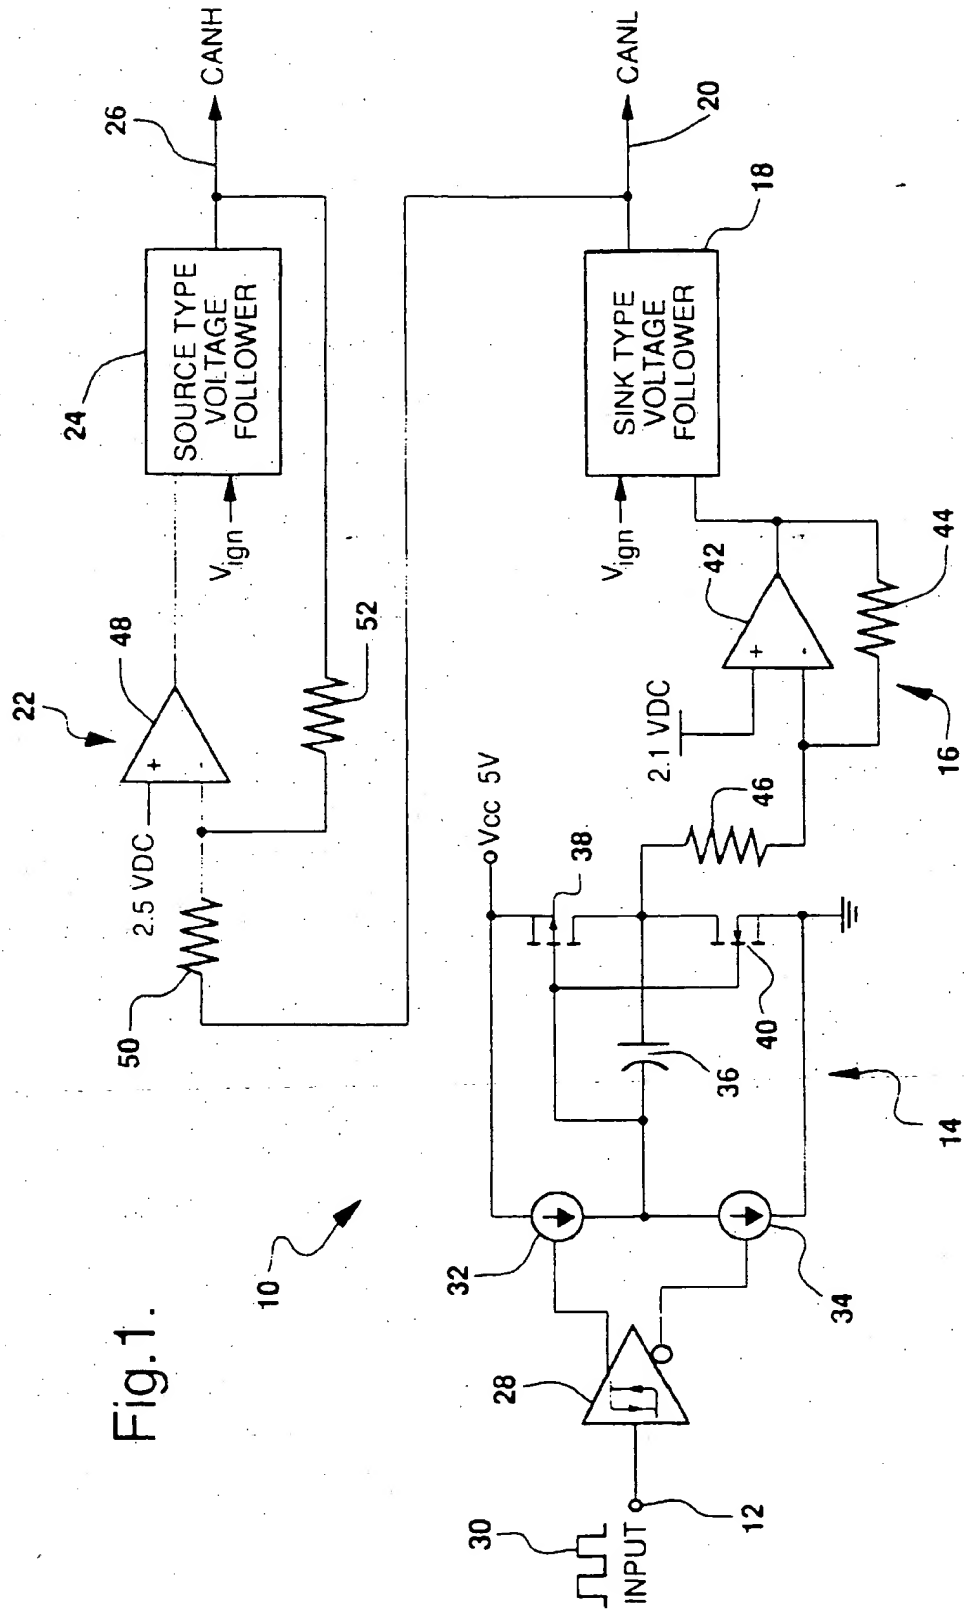 Fig.1.
10
22
48
2.5 VDC
50
52
24
SOURCE TYPE
VOLTAGE
FOLLOWER
Vign
26
CANH
CANL
20
18
SINK TYPE
VOLTAGE
FOLLOWER
Vign
42
44
16
2.1 VDC
46
Vcc 5V
38
40
36
14
32
34
28
30
INPUT
12
+
-
+
-